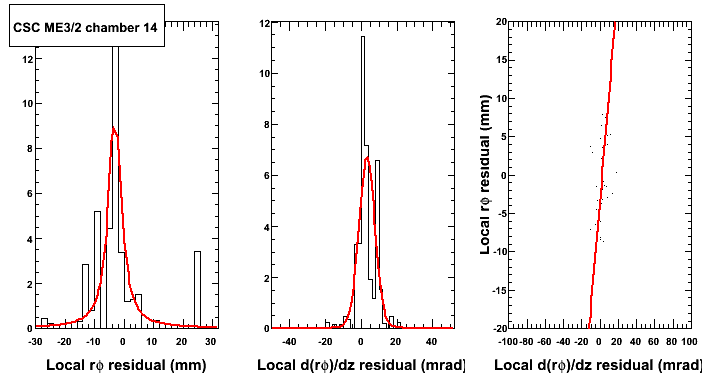 CSC ME3/2 chamber 14
12
10
8
6
4
2
0
-30 -20 -10 0 10 20 30
Local rϕ residual (mm)
12
10
8
6
4
2
0
-40 -20 0 20 40
Local d(rϕ)/dz residual (mrad)
Local rϕ residual (mm)
20
15
10
5
0
-5
-10
-15
-20
-100 -80 -60 -40 -20 0 20 40 60 80 100
Local d(rϕ)/dz residual (mrad)